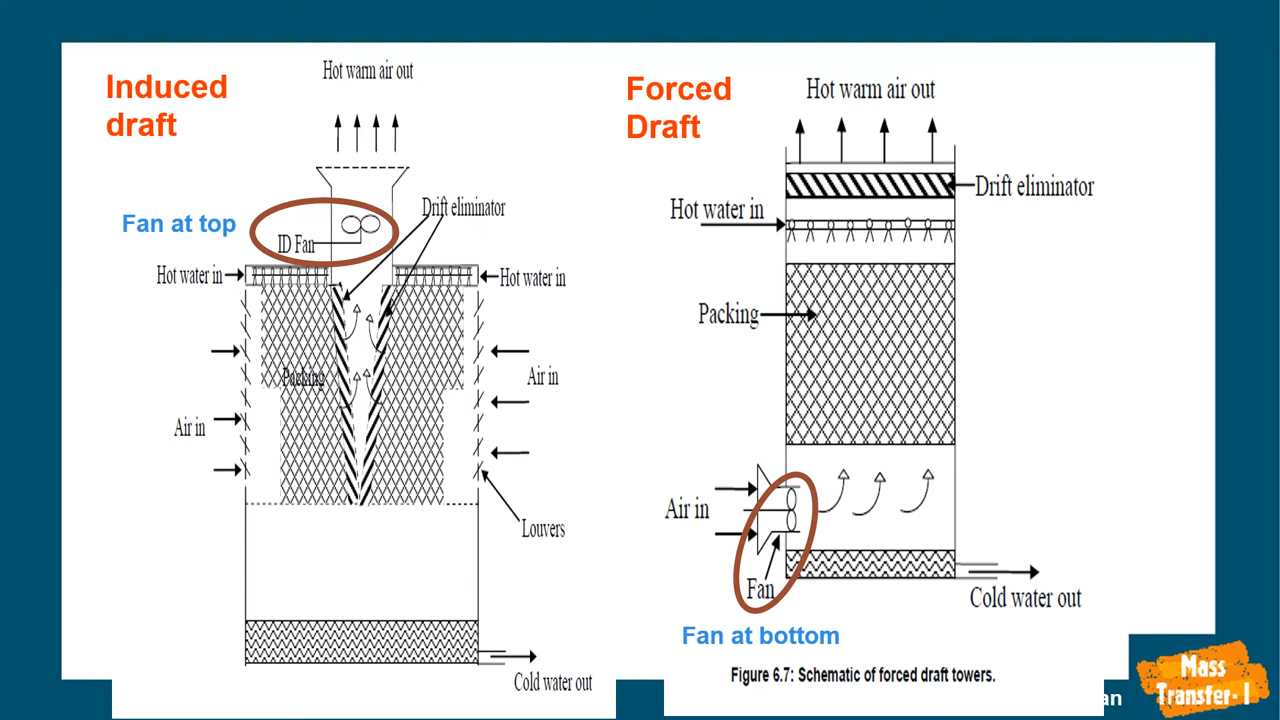 Induced
draft
Hot warm air out
Fan at top
ID Fan
Drift eliminator
Hot water in
Hot water in
Packing
Air in
Air in
Louvers
Cold water out
Forced
Draft
Hot warm air out
Drift eliminator
Hot water in
Packing
Air in
Fan
Cold water out
Fan at bottom
Figure 6.7: Schematic of forced draft towers.
an
Mass
Transfer-1